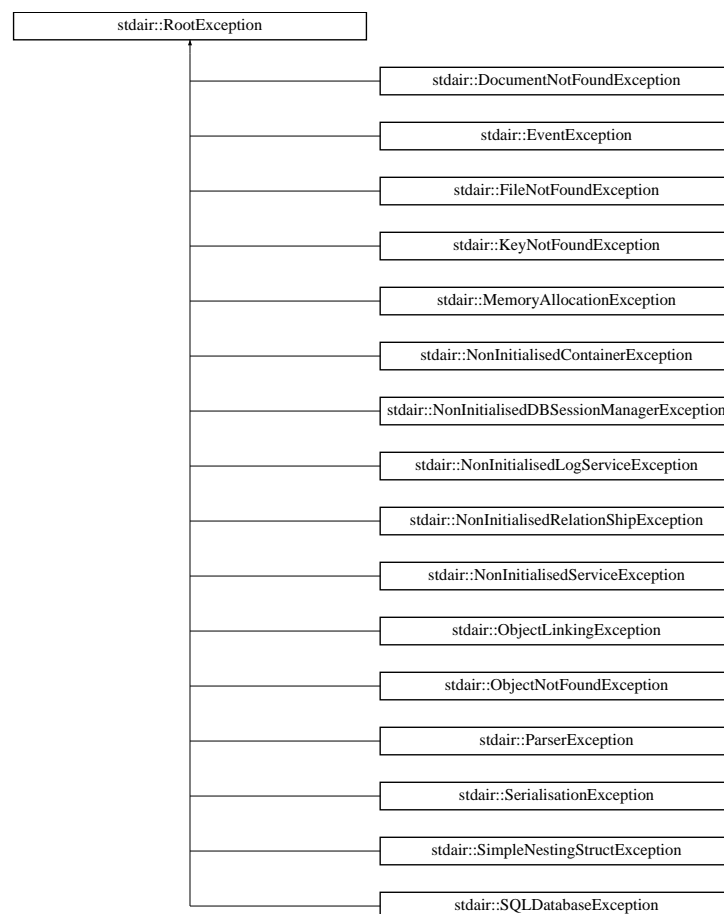 stdair::RootException
stdair::DocumentNotFoundException
stdair::EventException
stdair::FileNotFoundException
stdair::KeyNotFoundException
stdair::MemoryAllocationException
stdair::NonInitialisedContainerException
stdair::NonInitialisedDBSessionManagerException
stdair::NonInitialisedLogServiceException
stdair::NonInitialisedRelationShipException
stdair::NonInitialisedServiceException
stdair::ObjectLinkingException
stdair::ObjectNotFoundException
stdair::ParserException
stdair::SerialisationException
stdair::SimpleNestingStructException
stdair::SQLDatabaseException